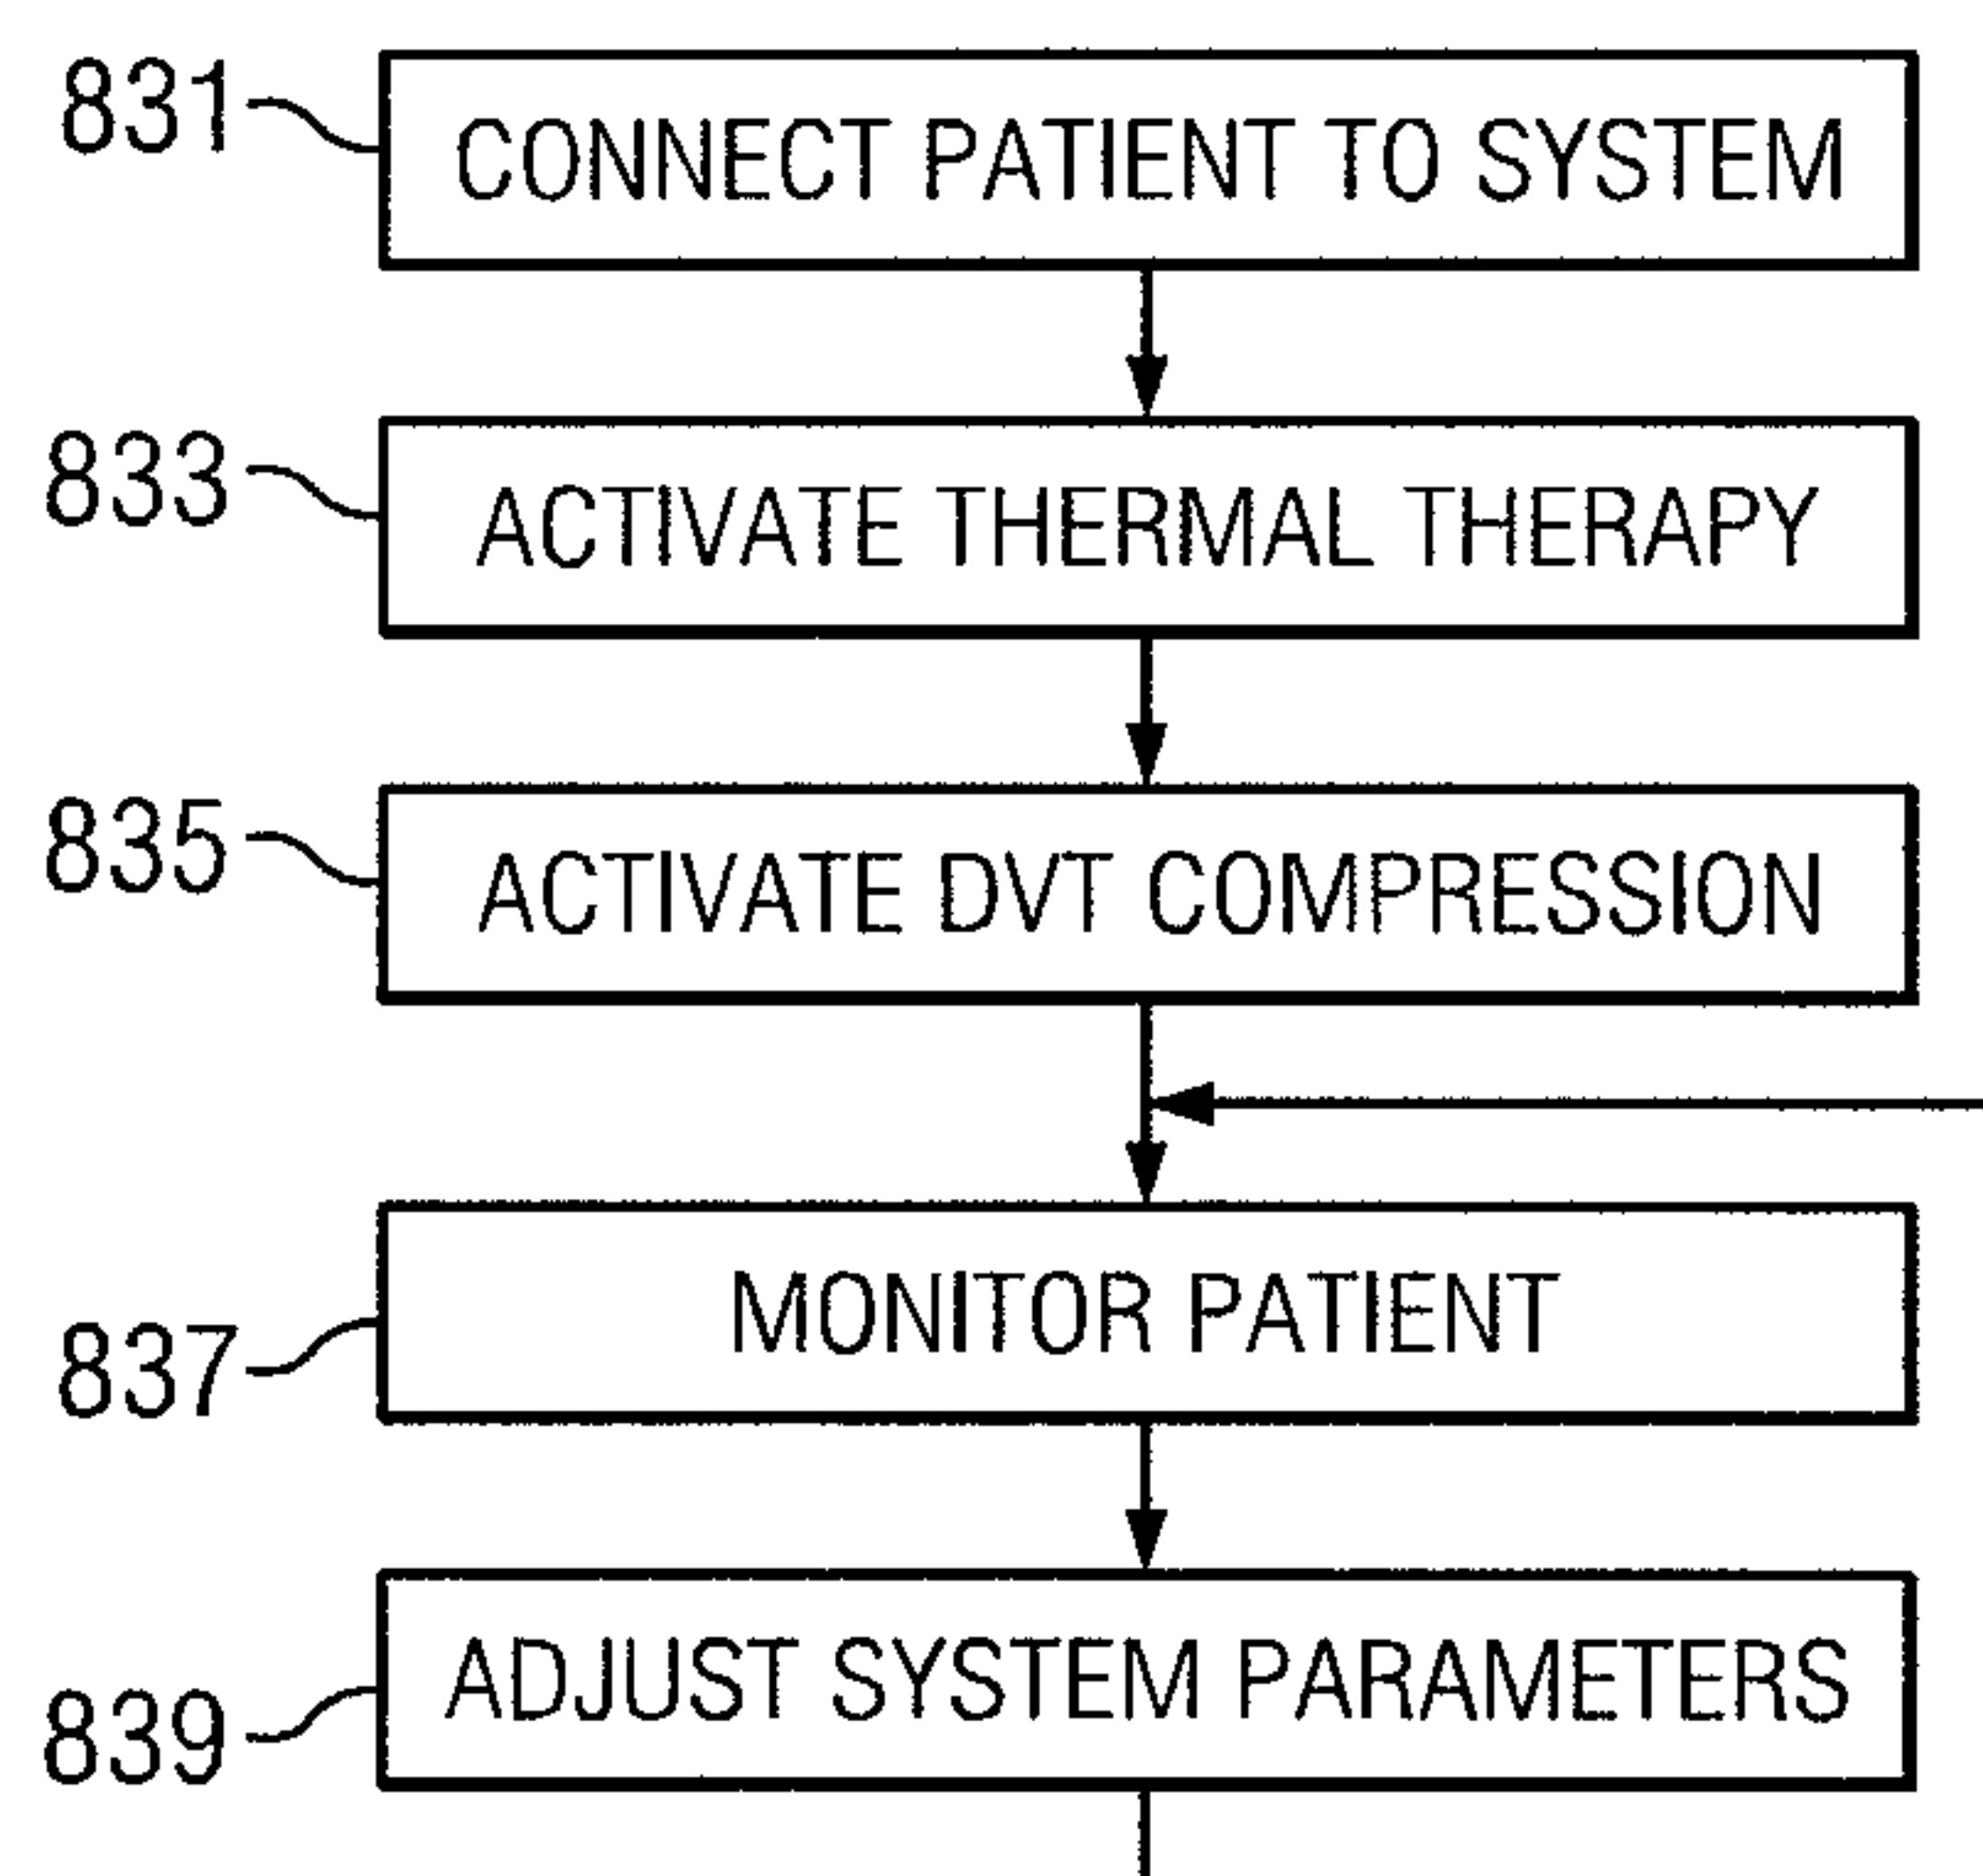 831 CONNECT PATIENT TO SYSTEM
833 ACTIVATE THERMAL THERAPY
835 ACTIVATE DVT COMPRESSION
837 MONITOR PATIENT
839 ADJUST SYSTEM PARAMETERS